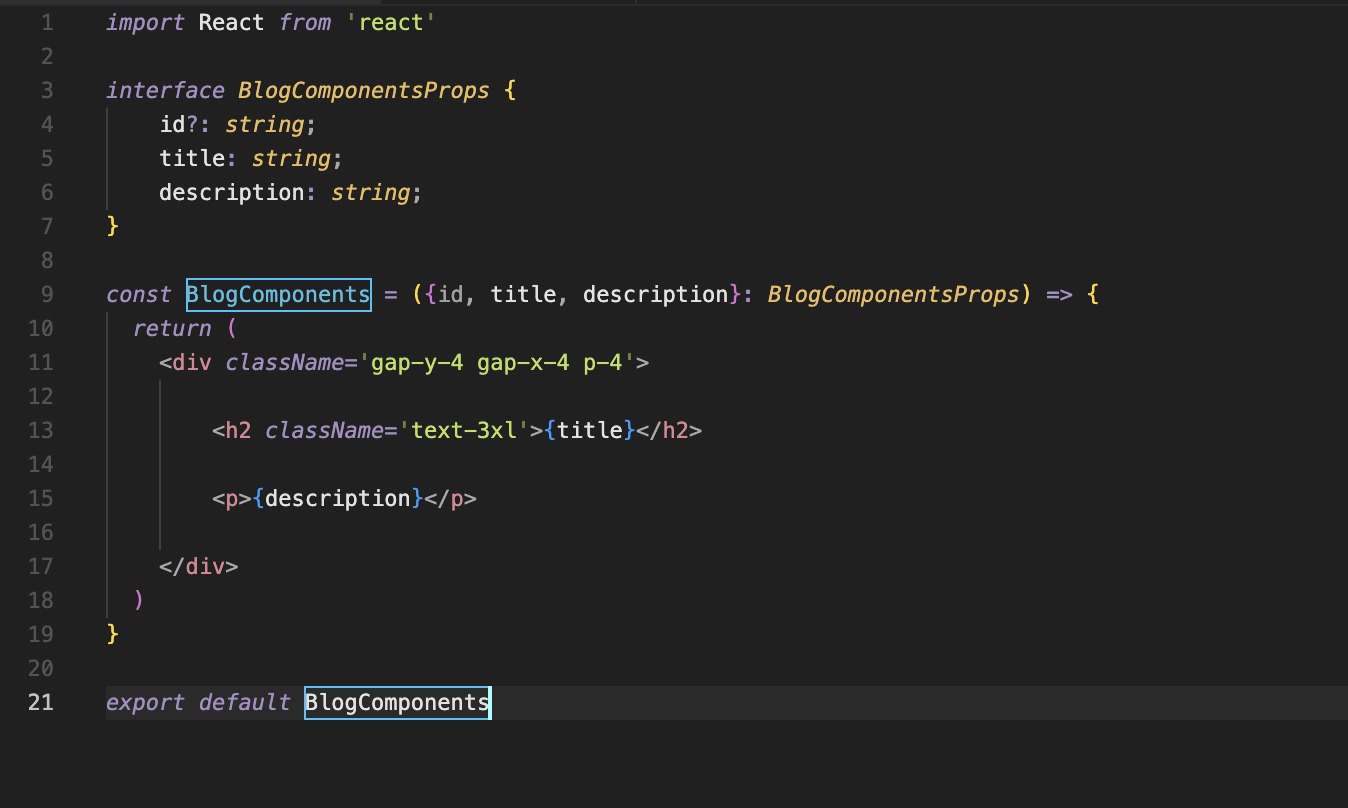 1 import React from 'react'
2
3 interface BlogComponentsProps {
4     id?: string;
5     title: string;
6     description: string;
7 }
8
9 const BlogComponents = ({id, title, description}: BlogComponentsProps) => {
10   return (
11     <div className='gap-y-4 gap-x-4 p-4'>
12
13         <h2 className='text-3xl'>{title}</h2>
14
15         <p>{description}</p>
16
17     </div>
18   )
19 }
20
21 export default BlogComponents